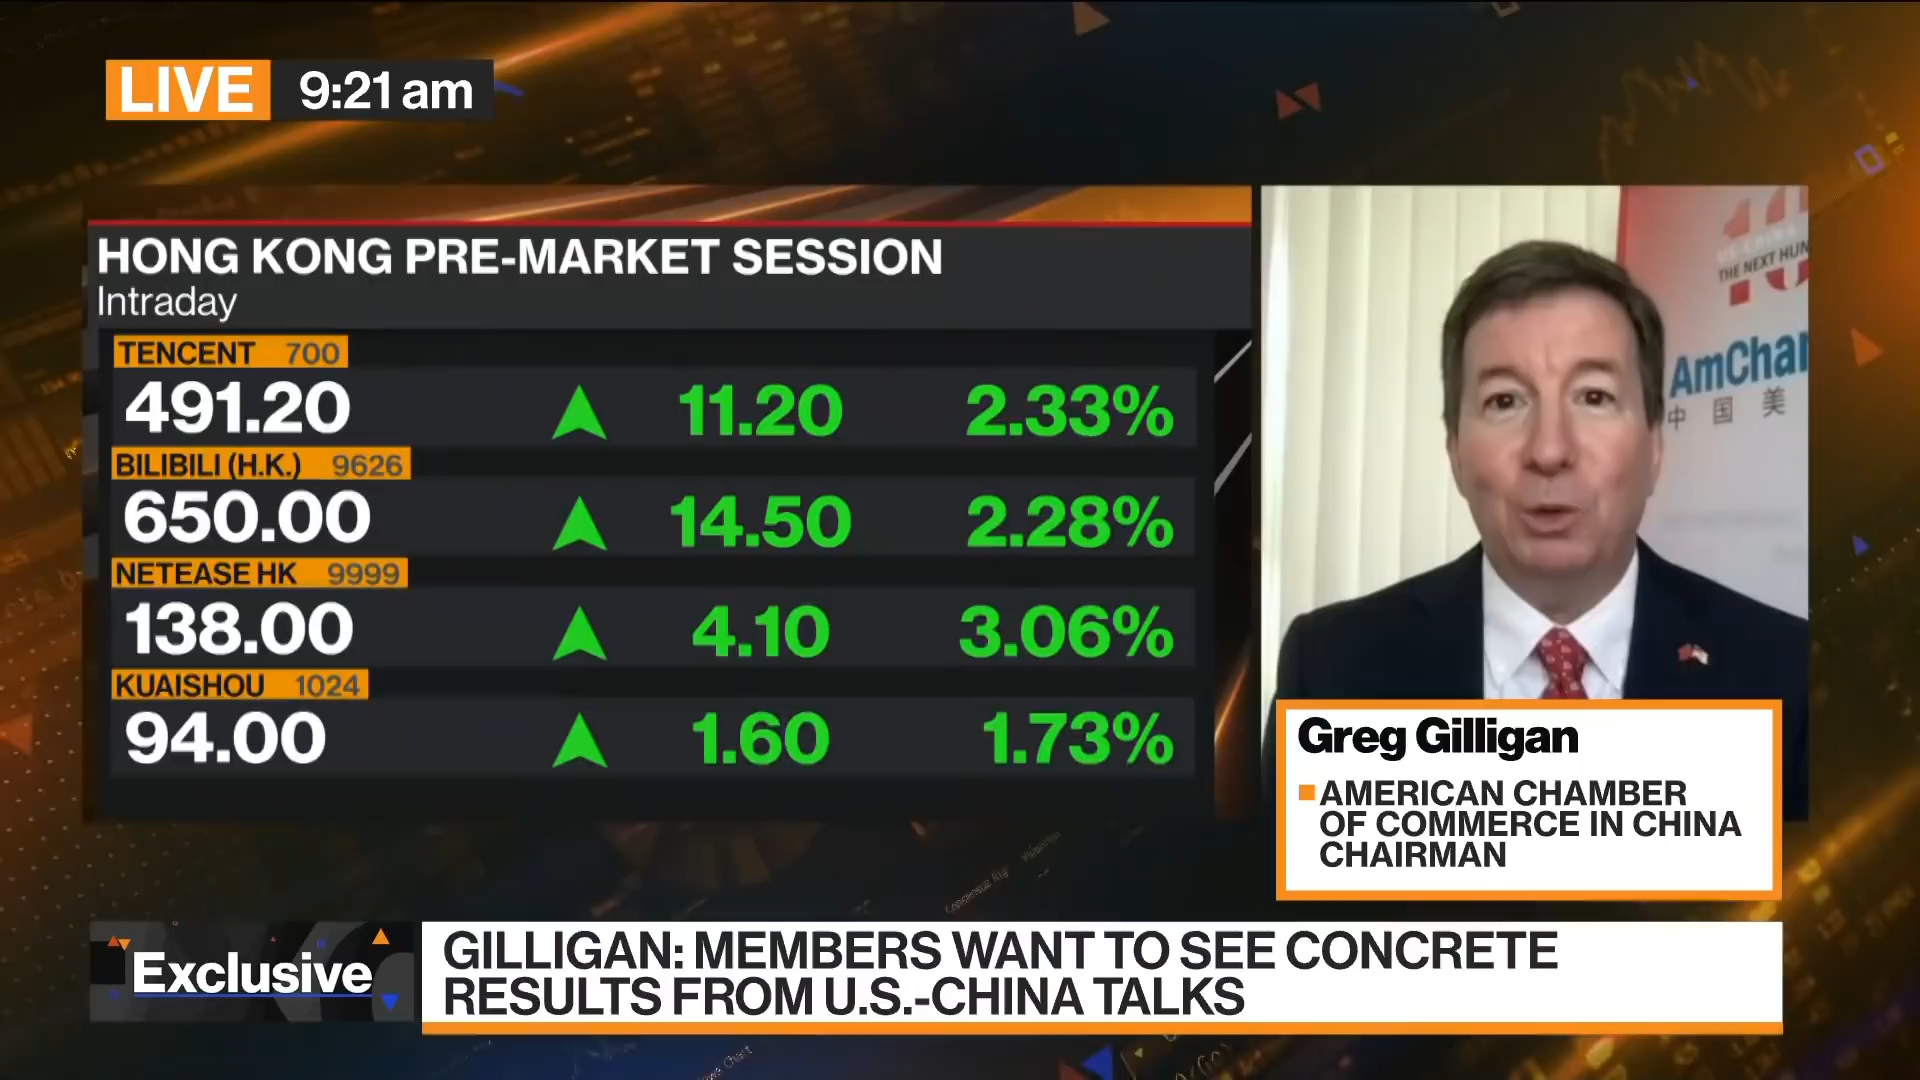 LIVE 9:21 am
HONG KONG PRE-MARKET SESSION
Intraday
TENCENT 700
491.20 ▲ 11.20 2.33%
BILIBILI (H.K.) 9626
650.00 ▲ 14.50 2.28%
NETEASE HK 9999
138.00 ▲ 4.10 3.06%
KUAISHOU 1024
94.00 ▲ 1.60 1.73%
THE NEXT
AmCham
中 国 美
Greg Gilligan
AMERICAN CHAMBER
OF COMMERCE IN CHINA
CHAIRMAN
Exclusive
GILLIGAN: MEMBERS WANT TO SEE CONCRETE
RESULTS FROM U.S.-CHINA TALKS